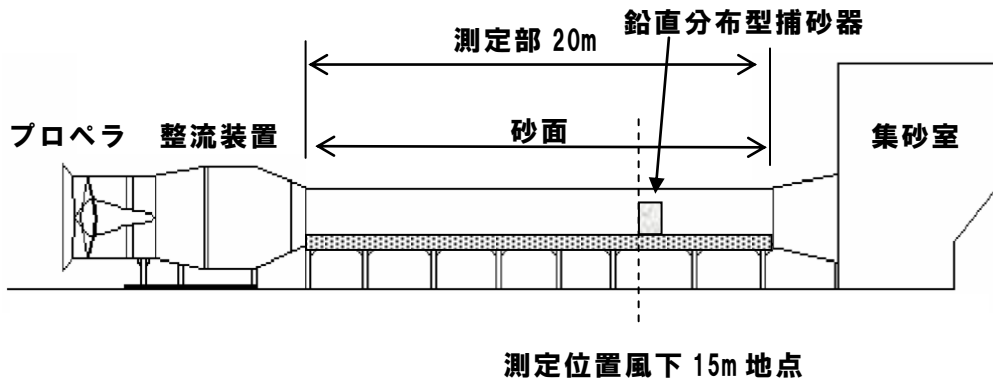 鉛直分布型捕砂器
測定部 20m
プロペラ 整流装置 砂面 集砂室
測定位置風下 15m 地点